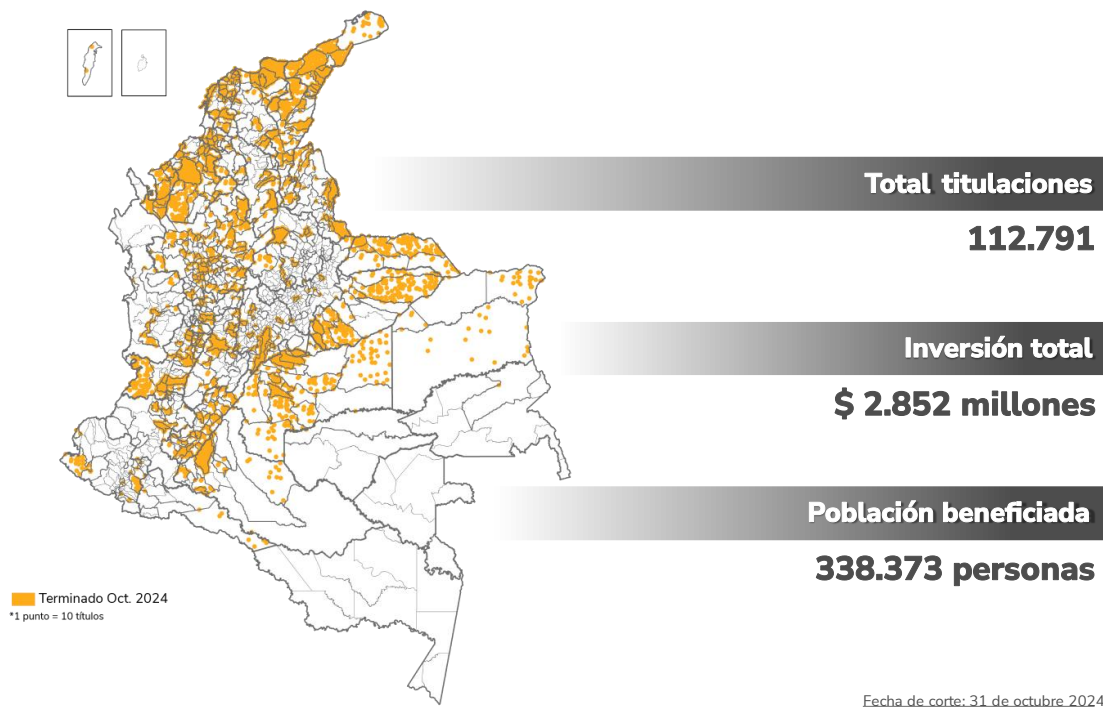 Total titulaciones
112.791
Inversión total
$ 2.852 millones
Población beneficiada
338.373 personas
Terminado Oct. 2024
*1 punto = 10 títulos
Fecha de corte: 31 de octubre 2024